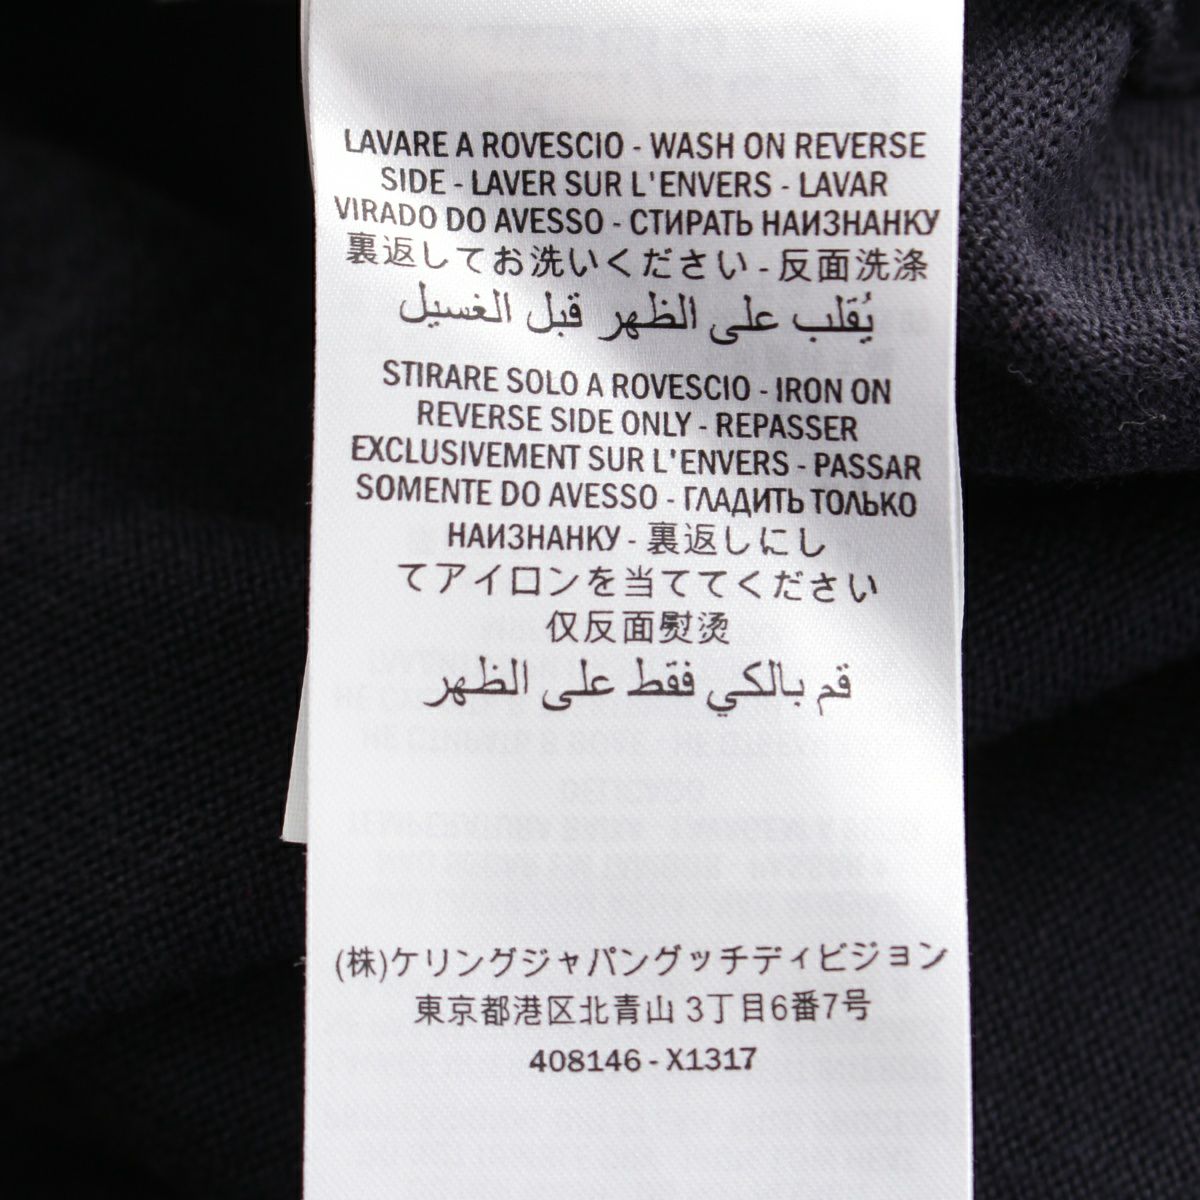 LAVARE A ROVESCIO - WASH ON REVERSE
SIDE - LAVER SUR L'ENVERS - LAVAR
VIRADO DO AVESSO - СТИРАТЬ НАИЗНАНКУ
裏返してお洗いください - 反面洗涤
يُقلب على الظهر قبل الغسيل
STIRARE SOLO A ROVESCIO - IRON ON
REVERSE SIDE ONLY - REPASSER
EXCLUSIVEMENT SUR L'ENVERS - PASSAR
SOMENTE DO AVESSO - ГЛАДИТЬ ТОЛЬКО
НАИЗНАНКУ - 裏返しにし
てアイロンを当ててください
仅反面熨烫
قم بالكي فقط على الظهر
(株)ケリングジャパングッチディビジョン
東京都港区北青山 3丁目6番7号
408146 - X1317